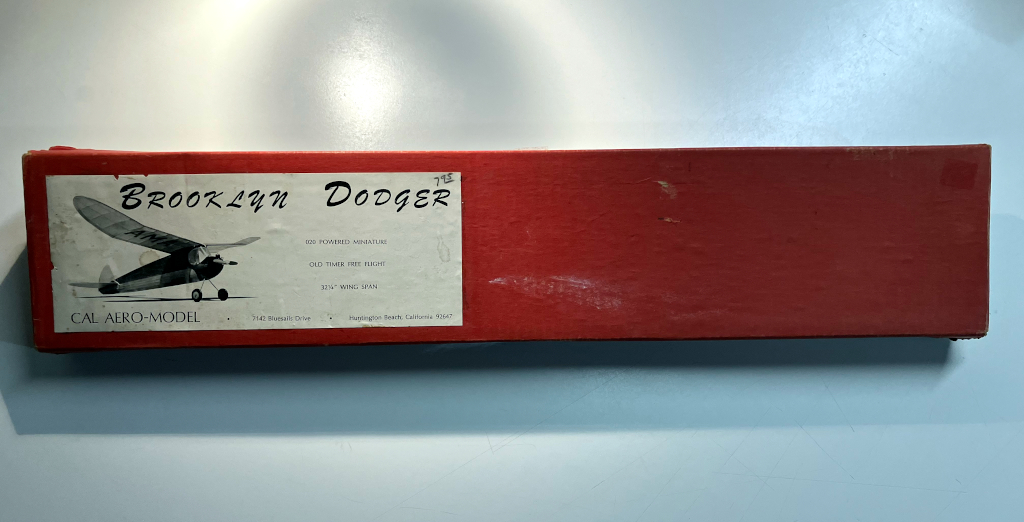 BROOKLYN DODGER
795
AMA
020 POWERED MINIATURE
OLD TIMER FREE FLIGHT
32¼" WING SPAN
CAL AERO-MODEL • 7142 Bluesails Drive • Huntington Beach, California 92647